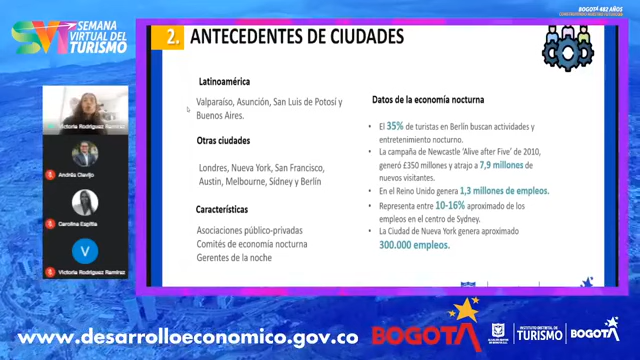 SVT
SEMANA
VIRTUAL DEL
TURISMO
BOGOTÁ 482 AÑOS
2.
ANTECEDENTES DE CIUDADES
Latinoamérica
Valparaíso, Asunción, San Luis de Potosí y
Buenos Aires.
Otras ciudades
Londres, Nueva York, San Francisco,
Austin, Melbourne, Sidney y Berlín
Características
Asociaciones público-privadas
Comités de economía nocturna
Gerentes de la noche
Datos de la economía nocturna
• El 35% de turistas en Berlín buscan actividades y
entretenimiento nocturno.
• La campaña de Newcastle 'Alive after Five' de 2010,
generó £350 millones y atrajo a 7,9 millones de
nuevos visitantes.
• En el Reino Unido genera 1,3 millones de empleos.
• Representa entre 10-16% aproximado de los
empleos en el centro de Sydney.
• La Ciudad de Nueva York genera aproximado
300.000 empleos.
Victoria Rodríguez Ramírez
Andrés Clavijo
Carolina Espitia
V
Victoria Rodríguez Ramírez
www.desarrolloeconomico.gov.co
BOGOTÁ
INSTITUTO DISTRITAL DE
TURISMO
BOGOTÁ